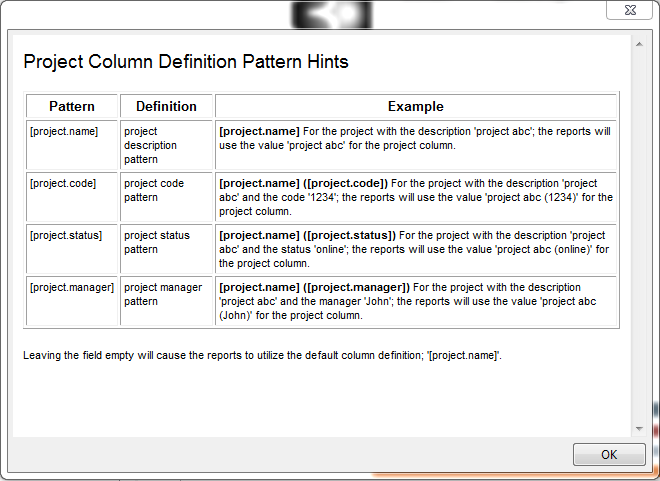 Project Column Definition Pattern Hints
Pattern Definition Example
[project.name] project description pattern [project.name] For the project with the description 'project abc'; the reports will
use the value 'project abc' for the project column.
[project.code] project code pattern [project.name] ([project.code]) For the project with the description 'project
abc' and the code '1234'; the reports will use the value 'project abc (1234)' for the
project column.
[project.status] project status pattern [project.name] ([project.status]) For the project with the description 'project
abc' and the status 'online'; the reports will use the value 'project abc (online)' for
the project column.
[project.manager] project manager pattern [project.name] ([project.manager]) For the project with the description
'project abc' and the manager 'John'; the reports will use the value 'project abc
(John)' for the project column.
Leaving the field empty will cause the reports to utilize the default column definition; '[project.name]'.
OK